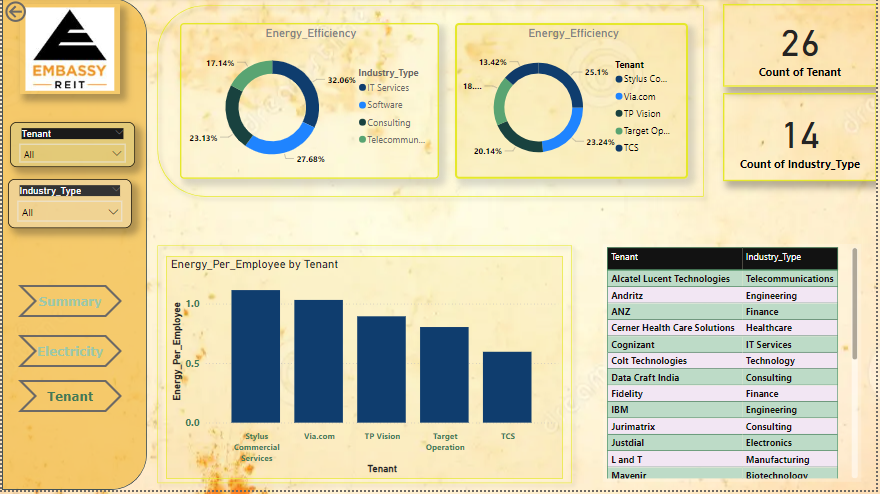 EMBASSY
REIT
Tenant
All
Industry_Type
All
Summary
Electricity
Tenant
Energy_Efficiency
17.14%
32.06%
23.13%
27.68%
Industry_Type
IT Services
Software
Consulting
Telecommun...
Energy_Efficiency
13.42%
25.1%
18....
20.14%
23.24%
Tenant
Stylus Co...
Via.com
TP Vision
Target Op...
TCS
26
Count of Tenant
14
Count of Industry_Type
Energy_Per_Employee by Tenant
Energy_Per_Employee
1.0
0.5
0.0
Stylus
Commercial
Services
Via.com
TP Vision
Target
Operation
TCS
Tenant
Tenant Industry_Type
Alcatel Lucent Technologies Telecommunications
Andritz Engineering
ANZ Finance
Cerner Health Care Solutions Healthcare
Cognizant IT Services
Colt Technologies Technology
Data Craft India Consulting
Fidelity Finance
IBM Engineering
Jurimatrix Consulting
Justdial Electronics
L and T Manufacturing
Mavenir Biotechnology